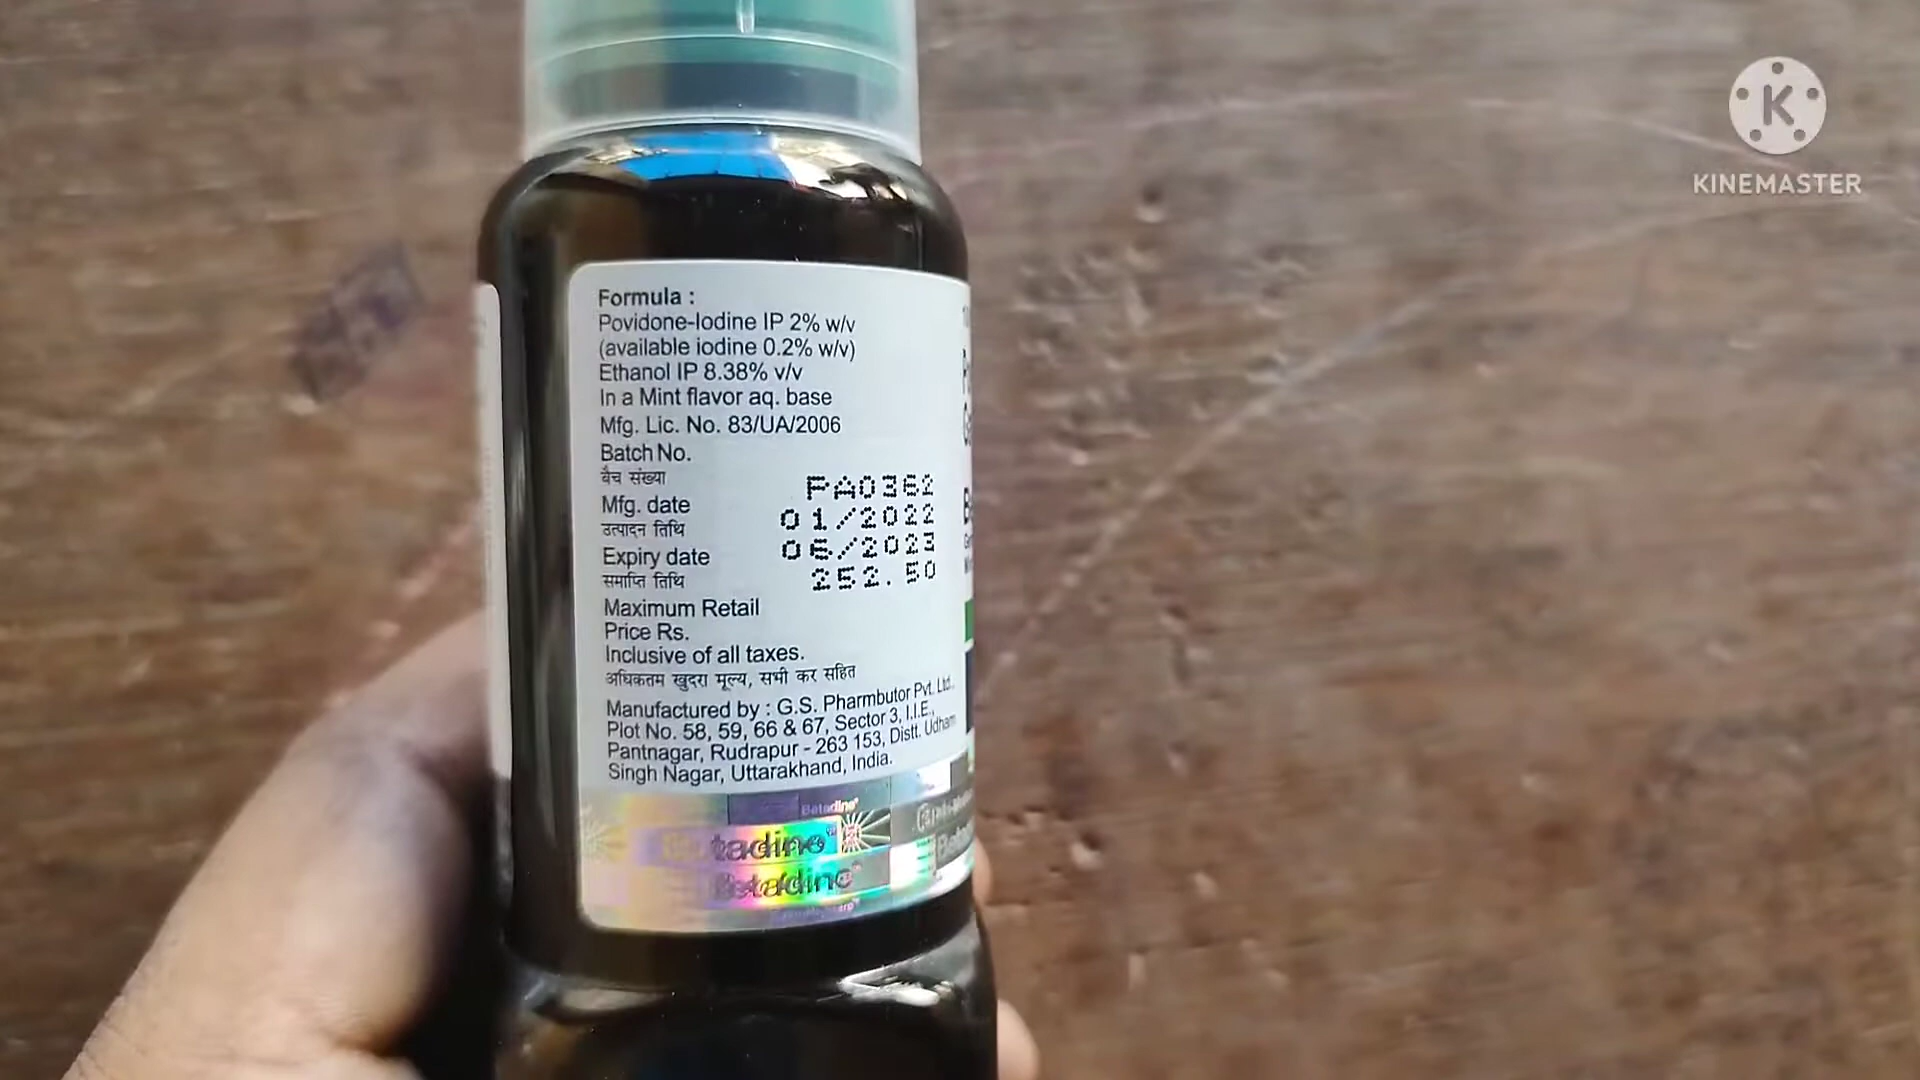 KINEMASTER
Formula :
Povidone-Iodine IP 2% w/v
(available iodine 0.2% w/v)
Ethanol IP 8.38% v/v
In a Mint flavor aq. base
Mfg. Lic. No. 83/UA/2006
Batch No.
बैच संख्या
PA0362
Mfg. date
01/2022
उत्पादन तिथि
Expiry date
06/2023
समाप्ति तिथि
252.50
Maximum Retail
Price Rs.
Inclusive of all taxes.
अधिकतम खुदरा मूल्य, सभी कर सहित
Manufactured by : G.S. Pharmbutor Pvt. Ltd.,
Plot No. 58, 59, 66 & 67, Sector 3, I.I.E.,
Pantnagar, Rudrapur - 263 153, Distt. Udham
Singh Nagar, Uttarakhand, India.
Betadine
Betadine
Betadine